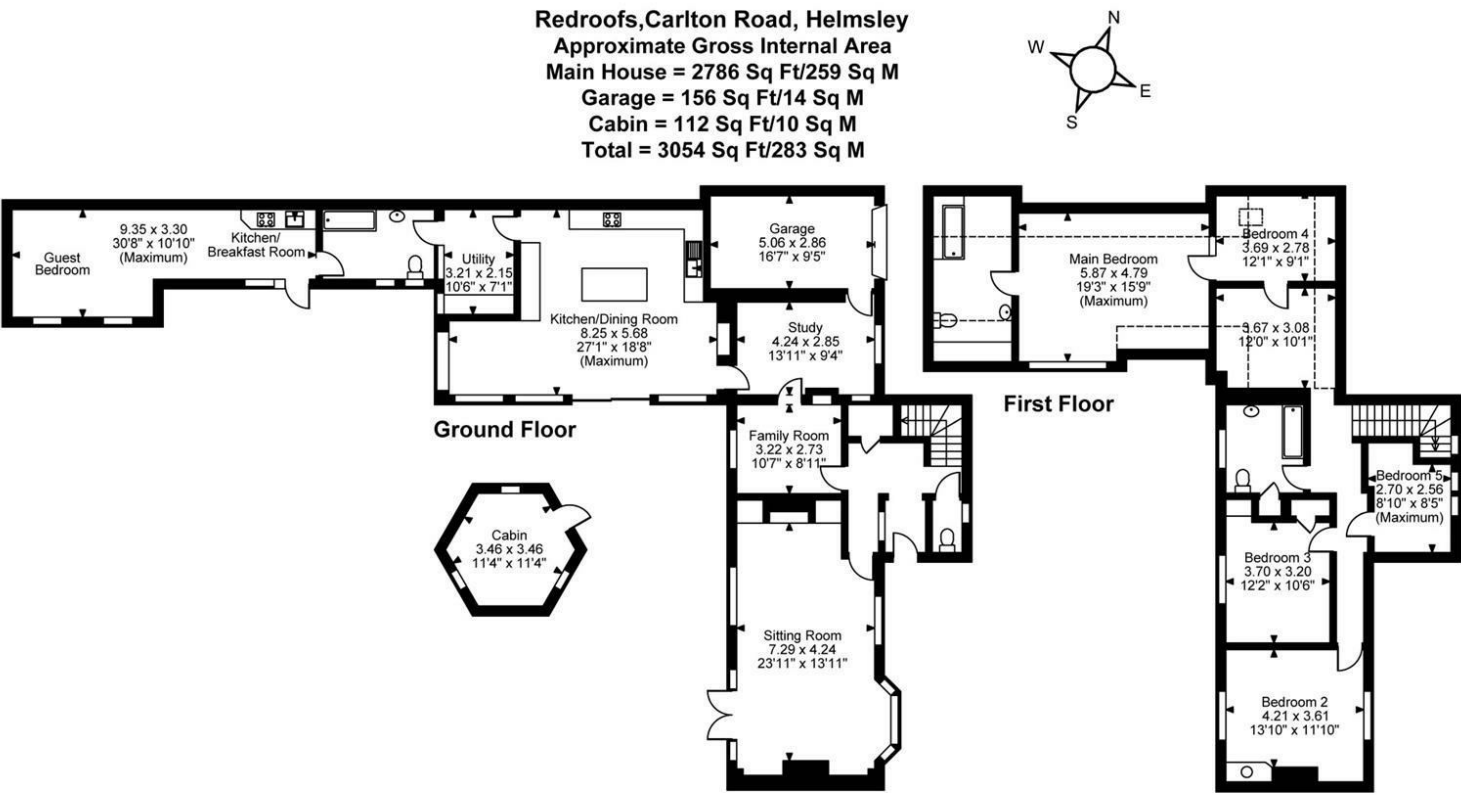 Redroofs,Carlton Road, Helmsley
Approximate Gross Internal Area
Main House = 2786 Sq Ft/259 Sq M
Garage = 156 Sq Ft/14 Sq M
Cabin = 112 Sq Ft/10 Sq M
Total = 3054 Sq Ft/283 Sq M
N
W
E
S
Guest
Bedroom
9.35 x 3.30
30'8" x 10'10"
(Maximum)
Kitchen/
Breakfast Room
Utility
3.21 x 2.15
10'6" x 7'1"
Kitchen/Dining Room
8.25 x 5.68
27'1" x 18'8"
(Maximum)
Garage
5.06 x 2.86
16'7" x 9'5"
Study
4.24 x 2.85
13'11" x 9'4"
Ground Floor
Family Room
3.22 x 2.73
10'7" x 8'11"
Cabin
3.46 x 3.46
11'4" x 11'4"
Sitting Room
7.29 x 4.24
23'11" x 13'11"
Main Bedroom
5.87 x 4.79
19'3" x 15'9"
(Maximum)
Bedroom 4
3.69 x 2.78
12'1" x 9'1"
3.67 x 3.08
12'0" x 10'1"
First Floor
Bedroom 5
2.70 x 2.56
8'10" x 8'5"
(Maximum)
Bedroom 3
3.70 x 3.20
12'2" x 10'6"
Bedroom 2
4.21 x 3.61
13'10" x 11'10"